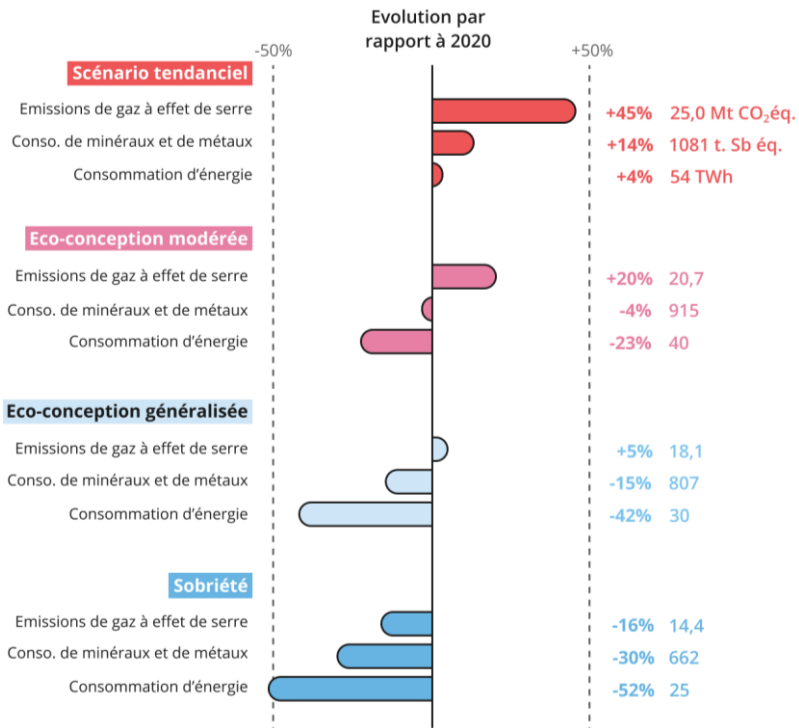 Evolution par
rapport à 2020
-50%
+50%
Scénario tendanciel
Emissions de gaz à effet de serre +45% 25,0 Mt CO₂éq.
Conso. de minéraux et de métaux +14% 1081 t. Sb éq.
Consommation d'énergie +4% 54 TWh
Eco-conception modérée
Emissions de gaz à effet de serre +20% 20,7
Conso. de minéraux et de métaux -4% 915
Consommation d'énergie -23% 40
Eco-conception généralisée
Emissions de gaz à effet de serre +5% 18,1
Conso. de minéraux et de métaux -15% 807
Consommation d'énergie -42% 30
Sobriété
Emissions de gaz à effet de serre -16% 14,4
Conso. de minéraux et de métaux -30% 662
Consommation d'énergie -52% 25